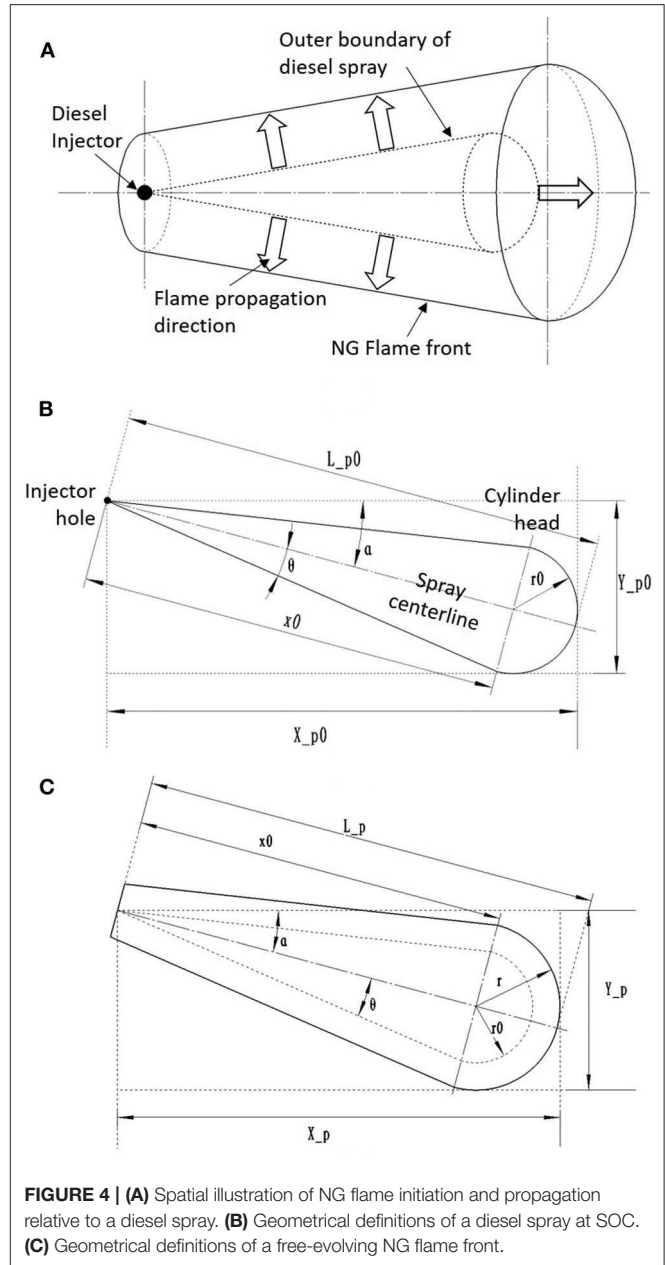 A
Outer boundary of
diesel spray
Diesel
Injector
Flame propagation
direction
NG Flame front
B
L_p0
Injector
hole
Cylinder
head
α
θ
r0
Y_p0
Spray
centerline
x0
X_p0
C
L_p
x0
α
r
θ
r0
Y_p
X_p
FIGURE 4 | (A) Spatial illustration of NG flame initiation and propagation
relative to a diesel spray. (B) Geometrical definitions of a diesel spray at SOC.
(C) Geometrical definitions of a free-evolving NG flame front.